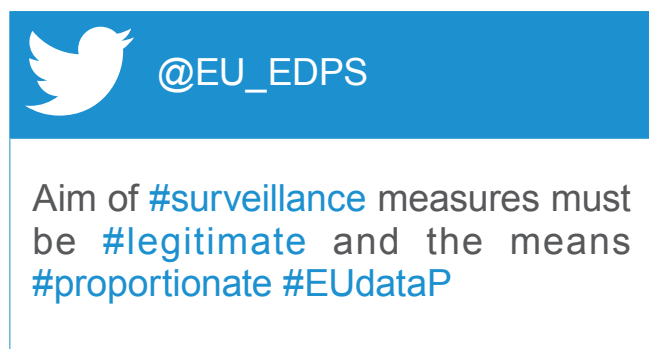 @EU_EDPS
Aim of #surveillance measures must
be #legitimate and the means
#proportionate #EUdataP